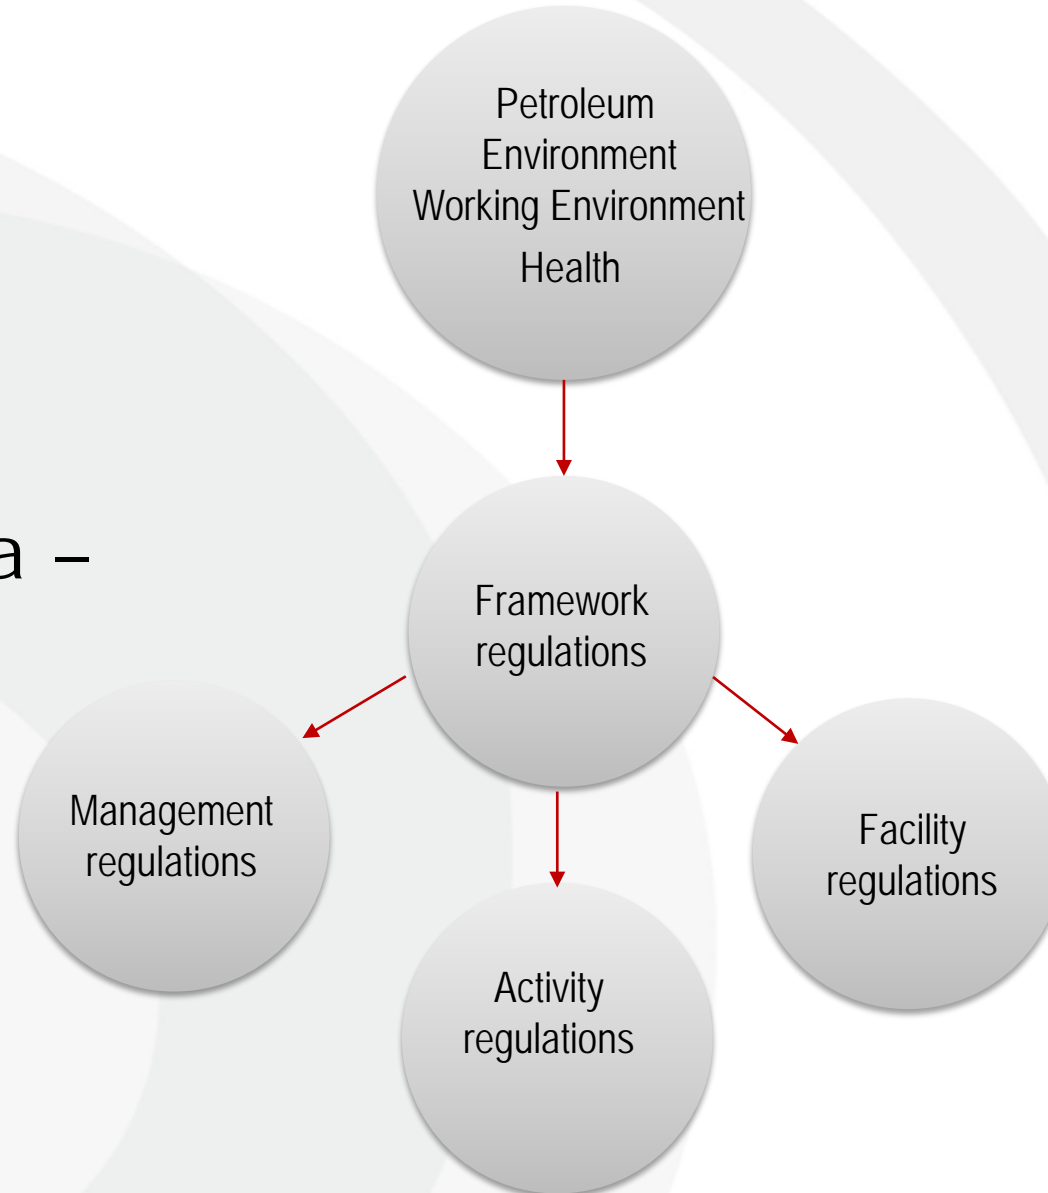 Petroleum
Environment
Working Environment
Health
a –
Framework
regulations
Management
regulations
Facility
regulations
Activity
regulations